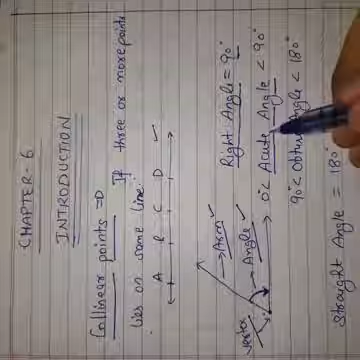 CHAPTER - 6
INTRODUCTION
Collinear points => If three or more points
lies on same line.
A B C D
Arm
Angle
Vertex
Right Angle = 90°
0° < Acute Angle < 90°
90° < Obtuse Angle < 180°
Straight Angle = 180°